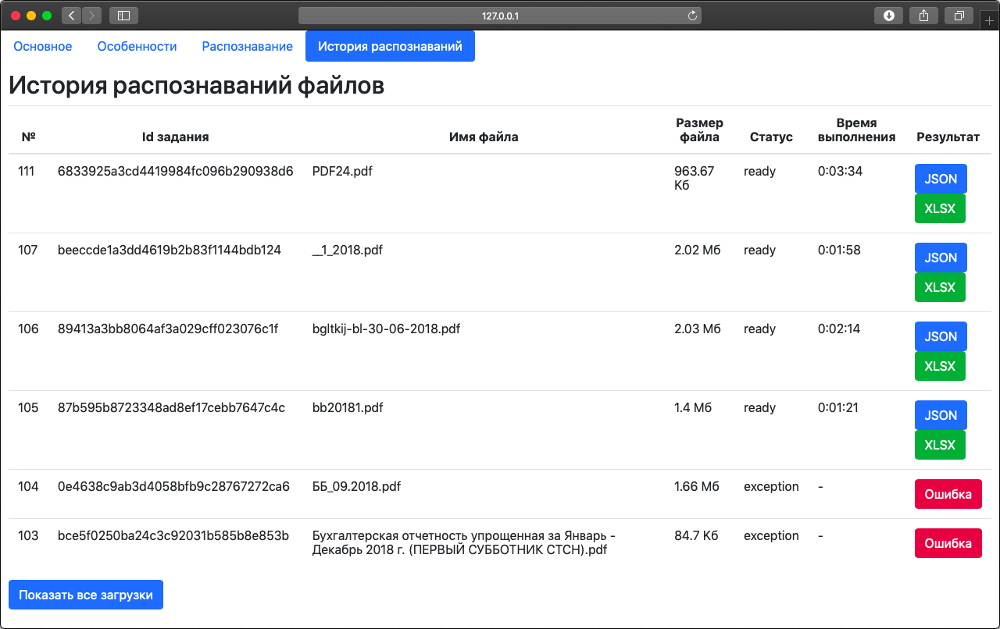 127.0.0.1
Основное Особенности Распознавание История распознаваний
История распознаваний файлов
№ Id задания Имя файла Размер файла Статус Время выполнения Результат
111 6833925a3cd4419984fc096b290938d6 PDF24.pdf 963.67 Кб ready 0:03:34 JSON
XLSX
107 beeccde1a3dd4619b2b83f1144bdb124 __1_2018.pdf 2.02 Мб ready 0:01:58 JSON
XLSX
106 89413a3bb8064af3a029cff023076c1f bgltkij-bl-30-06-2018.pdf 2.03 Мб ready 0:02:14 JSON
XLSX
105 87b595b8723348ad8ef17cebb7647c4c bb20181.pdf 1.4 Мб ready 0:01:21 JSON
XLSX
104 0e4638c9ab3d4058bfb9c28767272ca6 ББ_09.2018.pdf 1.66 Мб exception - Ошибка
103 bce5f0250ba24c3c92031b585b8e853b Бухгалтерская отчетность упрощенная за Январь - 84.7 Кб exception - Ошибка
Декабрь 2018 г. (ПЕРВЫЙ СУББОТНИК СТСН).pdf
Показать все загрузки